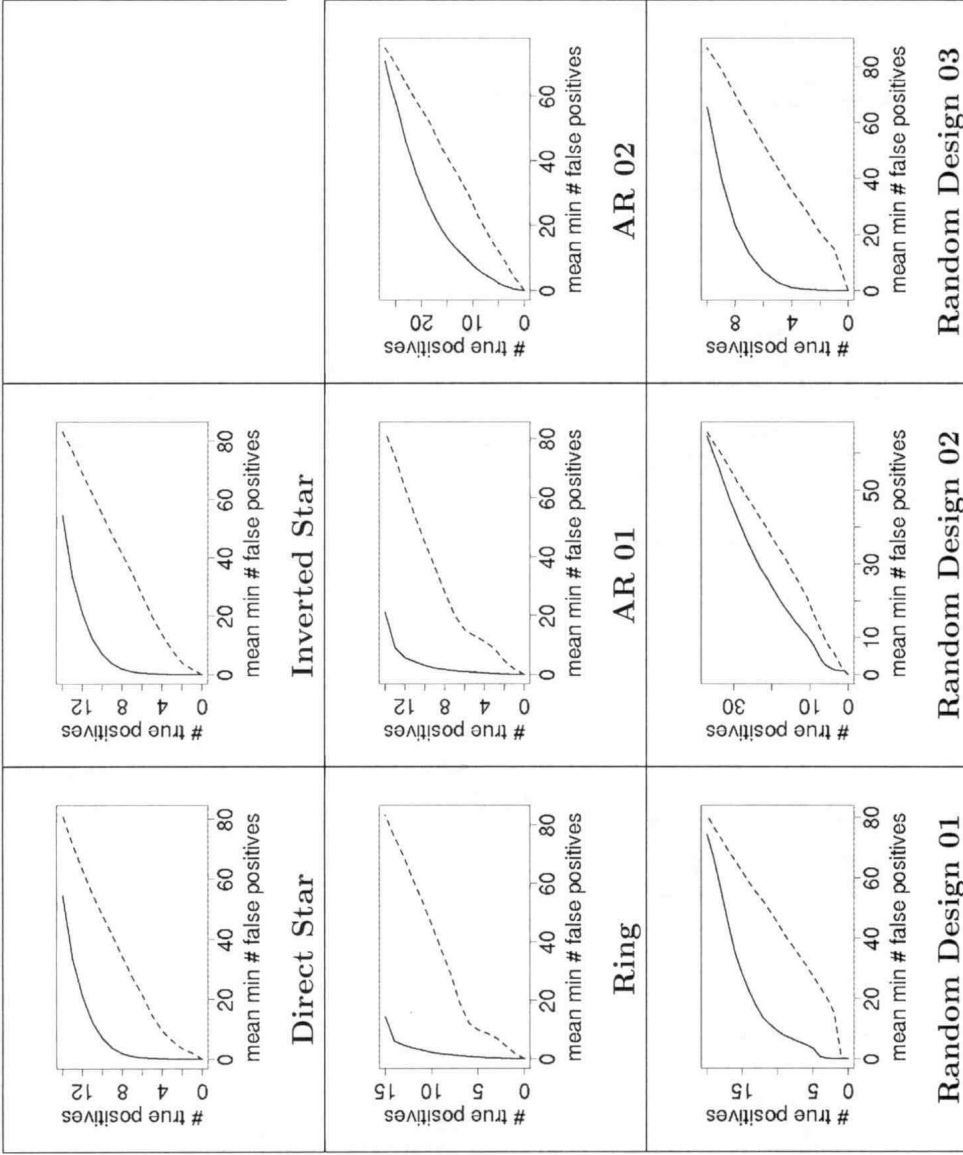 # true positives
0 4 8 12
0 20 40 60 80
mean min # false positives
Direct Star
# true positives
0 4 8 12
0 20 40 60 80
mean min # false positives
Inverted Star
# true positives
0 5 10 15
0 20 40 60 80
mean min # false positives
Ring
# true positives
0 4 8 12
0 20 40 60 80
mean min # false positives
AR 01
# true positives
0 10 20
0 20 40 60
mean min # false positives
AR 02
# true positives
0 5 15
0 20 40 60 80
mean min # false positives
Random Design 01
# true positives
0 10 30
0 10 30 50
mean min # false positives
Random Design 02
# true positives
0 4 8
0 20 40 60 80
mean min # false positives
Random Design 03